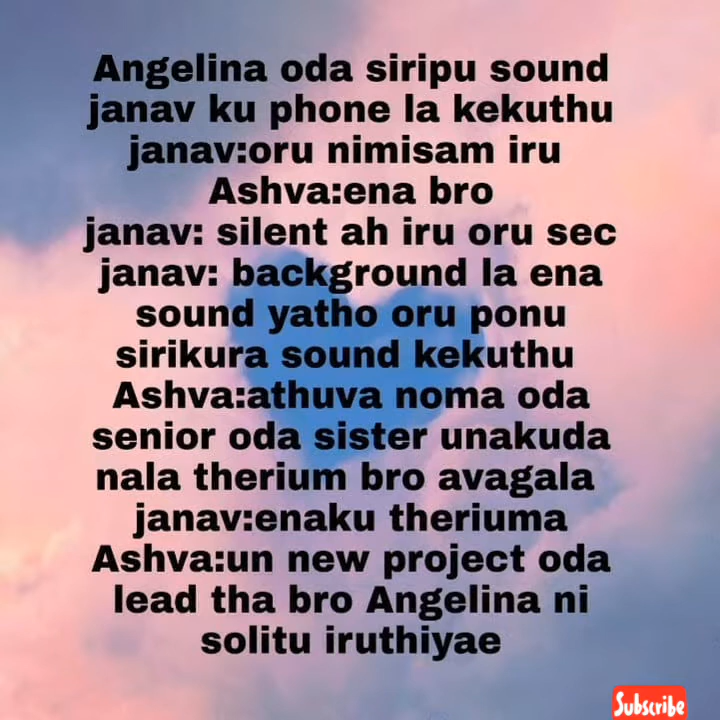 Angelina oda siripu sound
janav ku phone la kekuthu
janav:oru nimisam iru
Ashva:ena bro
janav: silent ah iru oru sec
janav: background la ena
sound yatho oru ponu
sirikura sound kekuthu
Ashva:athuva noma oda
senior oda sister unakuda
nala therium bro avagala
janav:enaku theriuma
Ashva:un new project oda
lead tha bro Angelina ni
solitu iruthiyae
Subscribe